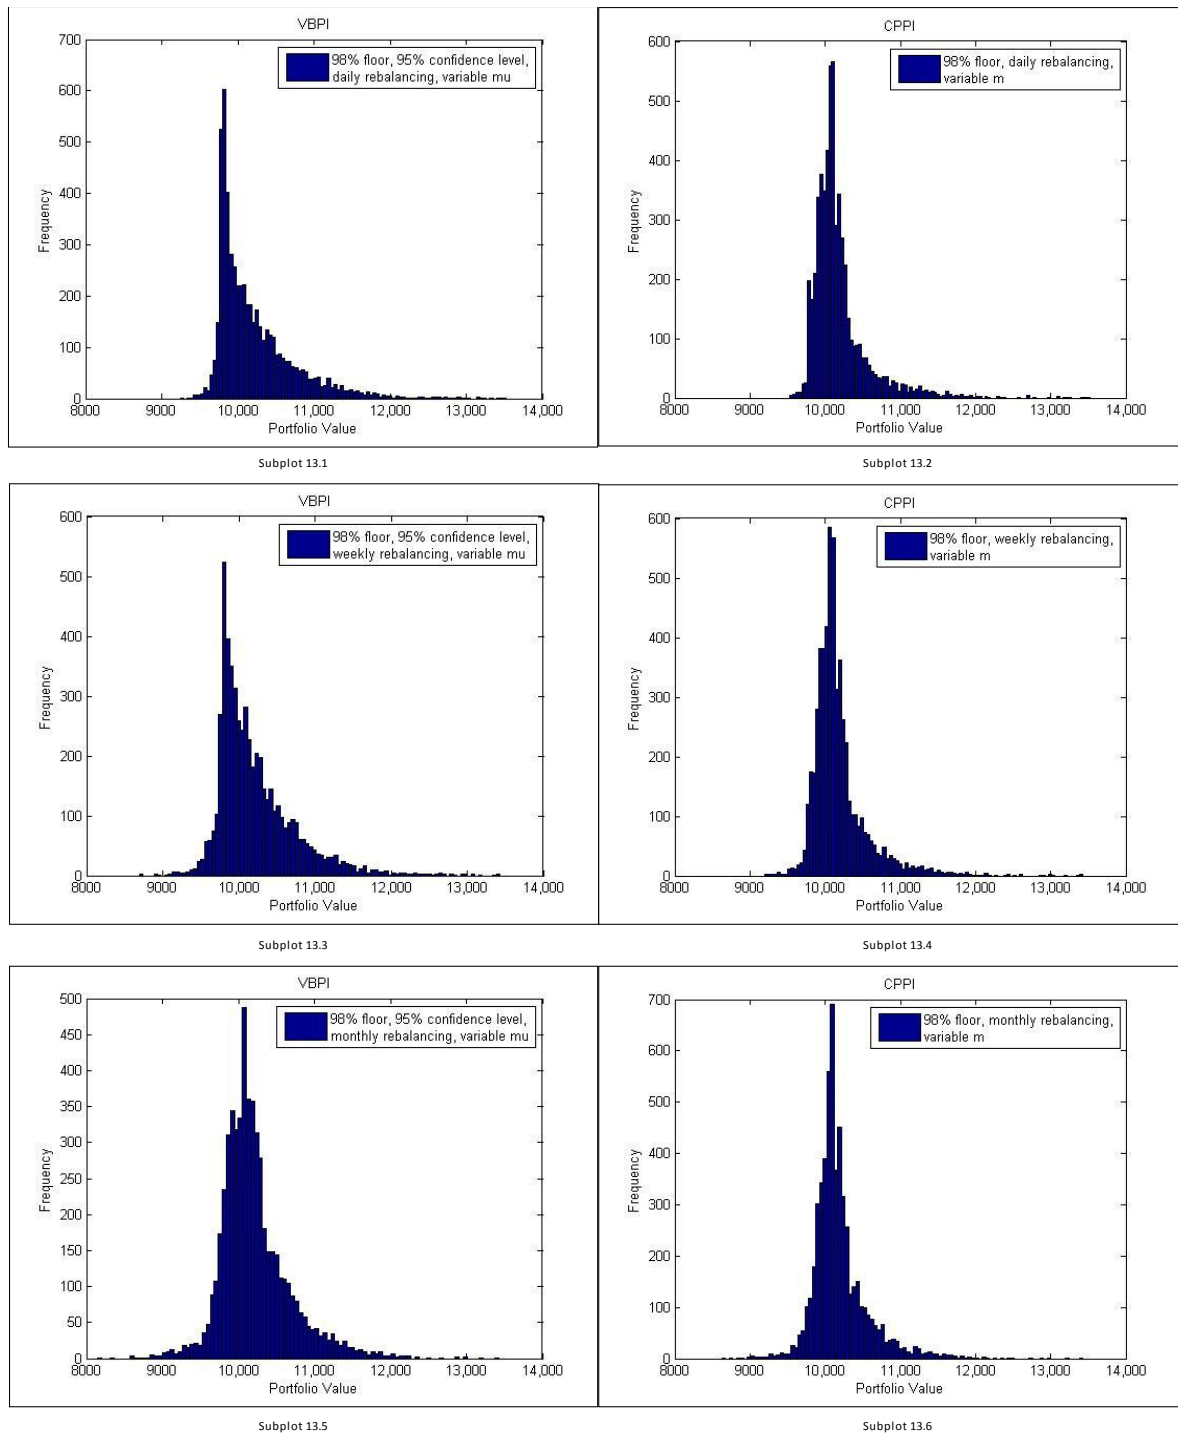 VBPI
98% floor, 95% confidence level,
daily rebalancing, variable mu
700
600
500
400
300
200
100
0
Frequency
8000 9000 10,000 11,000 12,000 13,000 14,000
Portfolio Value
Subplot 13.1
CPPI
98% floor, daily rebalancing,
variable m
600
500
400
300
200
100
0
Frequency
8000 9000 10,000 11,000 12,000 13,000 14,000
Portfolio Value
Subplot 13.2
VBPI
98% floor, 95% confidence level,
weekly rebalancing, variable mu
600
500
400
300
200
100
0
Frequency
8000 9000 10,000 11,000 12,000 13,000 14,000
Portfolio Value
Subplot 13.3
CPPI
98% floor, weekly rebalancing,
variable m
600
500
400
300
200
100
0
Frequency
8000 9000 10,000 11,000 12,000 13,000 14,000
Portfolio Value
Subplot 13.4
VBPI
98% floor, 95% confidence level,
monthly rebalancing, variable mu
500
450
400
350
300
250
200
150
100
50
0
Frequency
8000 9000 10,000 11,000 12,000 13,000 14,000
Portfolio Value
Subplot 13.5
CPPI
98% floor, monthly rebalancing,
variable m
700
600
500
400
300
200
100
0
Frequency
8000 9000 10,000 11,000 12,000 13,000 14,000
Portfolio Value
Subplot 13.6